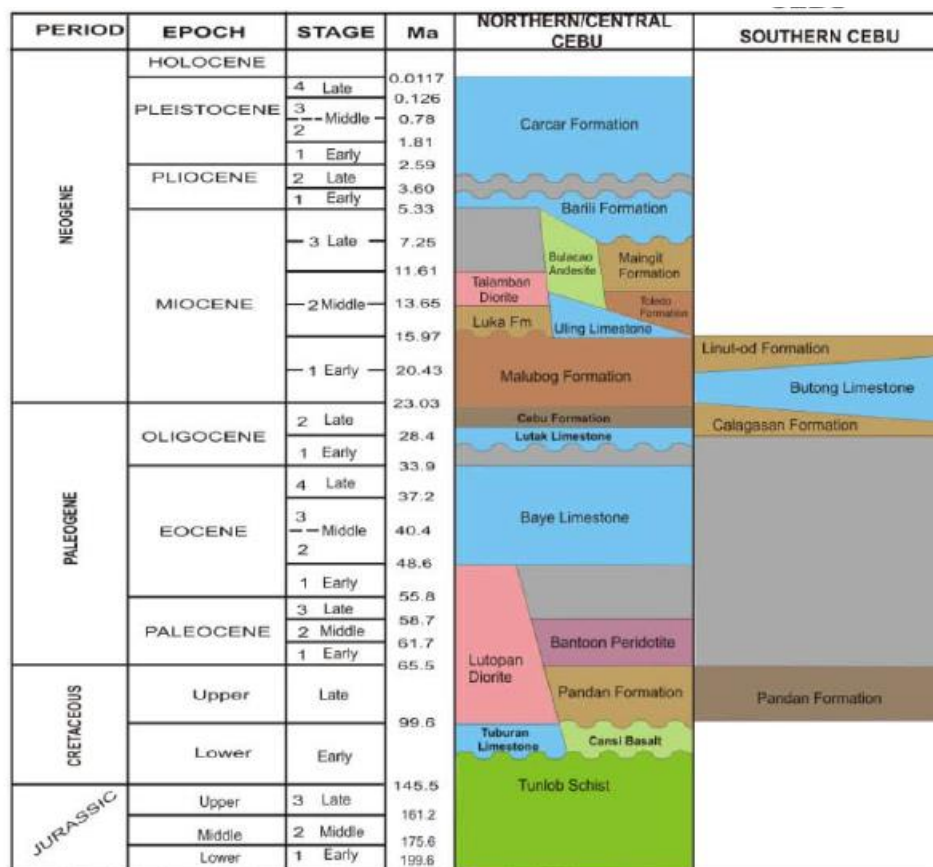 PERIOD EPOCH STAGE Ma NORTHERN/CENTRAL CEBU SOUTHERN CEBU
HOLOCENE
0.0117
4 Late
0.126
PLEISTOCENE 3 Middle 0.78
2
1.81
1 Early
2.59
PLIOCENE 2 Late
3.60
1 Early
5.33
3 Late 7.25
11.61
MIOCENE 2 Middle 13.65
15.97
1 Early 20.43
23.03
OLIGOCENE 2 Late
28.4
1 Early
33.9
4 Late
37.2
EOCENE 3 Middle 40.4
2
48.6
1 Early
55.8
3 Late
58.7
PALEOCENE 2 Middle
61.7
1 Early
65.5
Upper Late
99.6
Lower Early
145.5
Upper 3 Late
161.2
Middle 2 Middle
175.6
Lower 1 Early
199.6
NEOGENE
PALEOGENE
CRETACEOUS
JURASSIC
Carcar Formation
Barili Formation
Bulacao
Andesite
Maingit
Formation
Talamban
Diorite
Toledo
Formation
Luka Fm
Uling Limestone
Malubog Formation
Cebu Formation
Lutak Limestone
Baye Limestone
Bantoon Peridotite
Lutopan
Diorite
Pandan Formation
Tuburan
Limestone
Cansi Basalt
Tunlob Schist
Linut-od Formation
Butong Limestone
Calagasan Formation
Pandan Formation